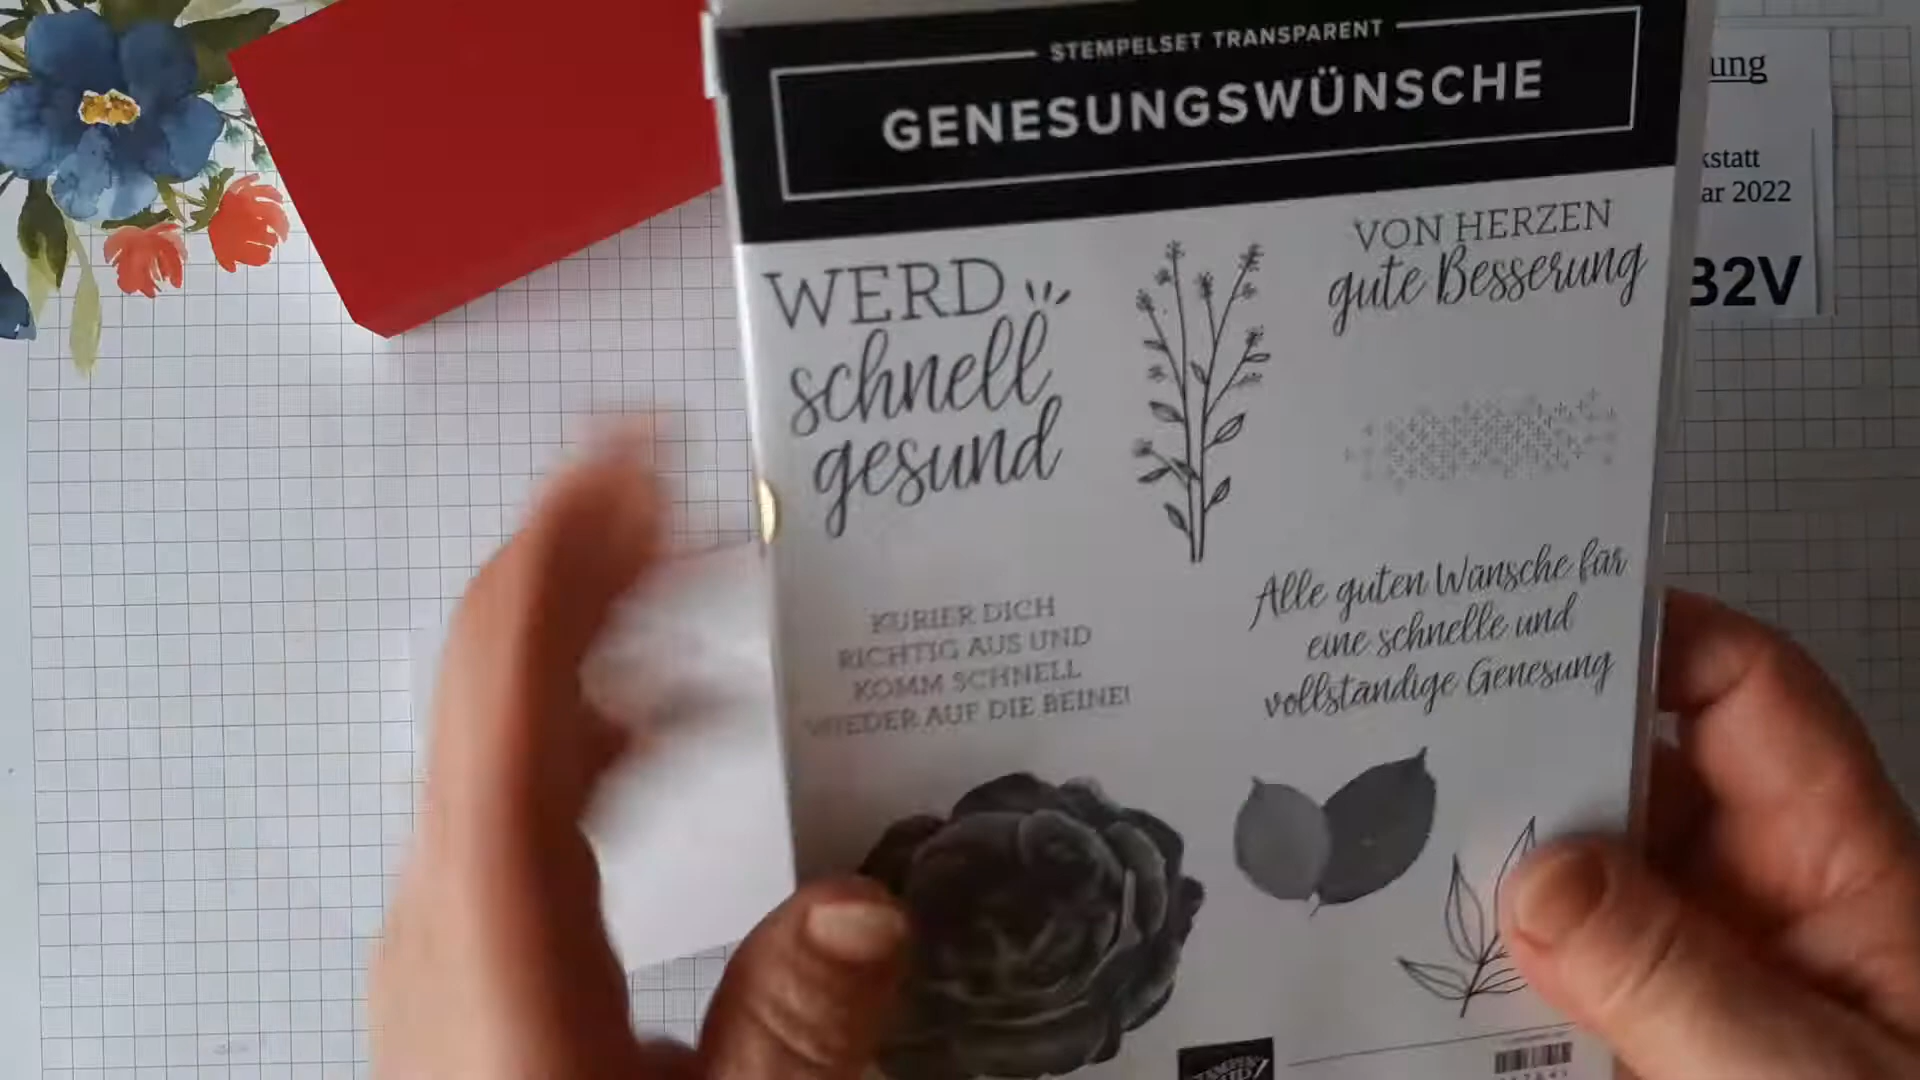 STEMPELSET TRANSPARENT
GENESUNGSWÜNSCHE
WERD
schnell
gesund
VON HERZEN
gute Besserung
KURIER DICH
RICHTIG AUS UND
KOMM SCHNELL
WIEDER AUF DIE BEINE!
Alle guten Wünsche für
eine schnelle und
vollständige Genesung
ung
kstatt
ar 2022
B2V